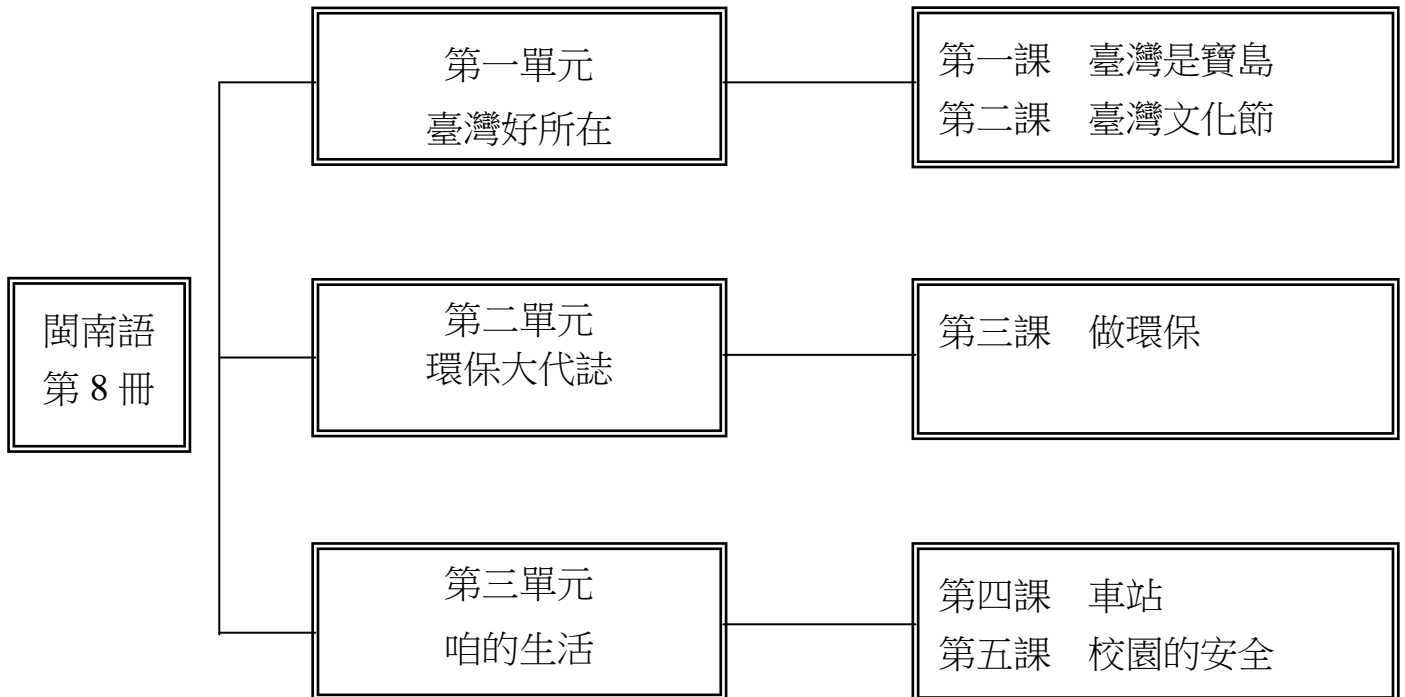 閩南語
第 8 冊
第一單元
臺灣好所在
第一課 臺灣是寶島
第二課 臺灣文化節
第二單元
環保大代誌
第三課 做環保
第三單元
咱的生活
第四課 車站
第五課 校園的安全